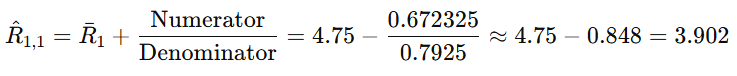 R̂₁,₁ = R̄₁ + Numerator/Denominator = 4.75 − 0.672325/0.7925 ≈ 4.75 − 0.848 = 3.902